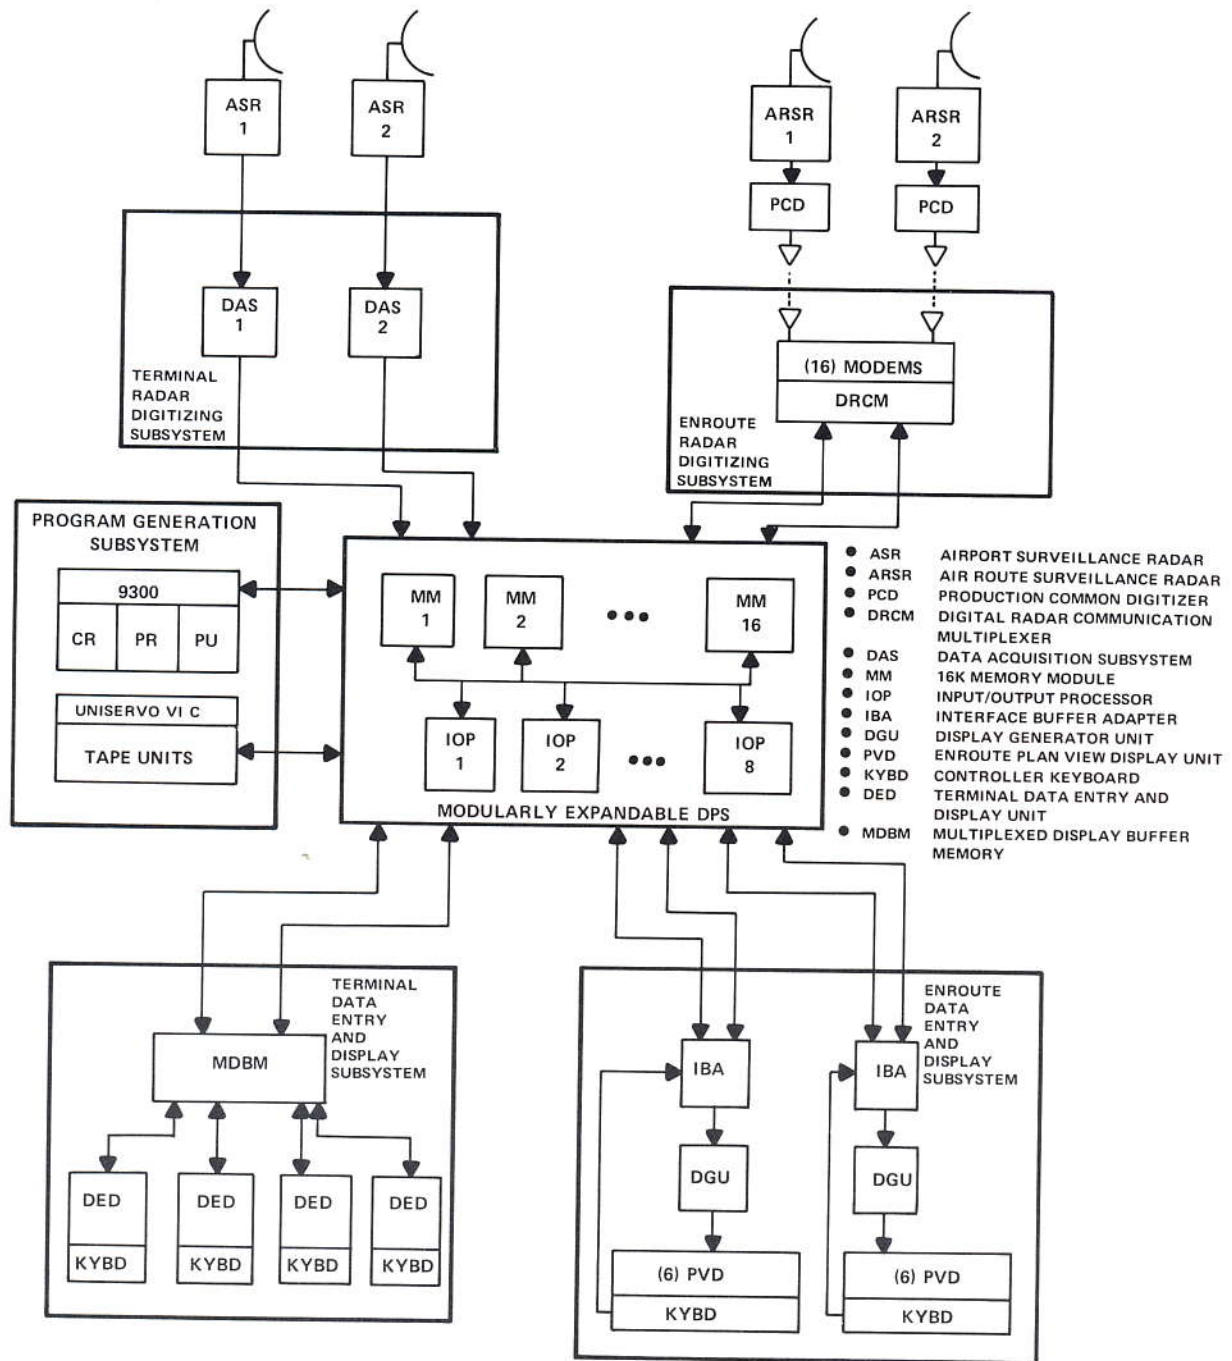 ASR
1
ASR
2
ARSR
1
ARSR
2
PCD
PCD
DAS
1
DAS
2
TERMINAL
RADAR
DIGITIZING
SUBSYSTEM
(16) MODEMS
DRCM
ENROUTE
RADAR
DIGITIZING
SUBSYSTEM
PROGRAM GENERATION
SUBSYSTEM
9300
CR PR PU
UNISERVO VI C
TAPE UNITS
MM
1
MM
2
•••
MM
16
IOP
1
IOP
2
•••
IOP
8
MODULARLY EXPANDABLE DPS
• ASR AIRPORT SURVEILLANCE RADAR
• ARSR AIR ROUTE SURVEILLANCE RADAR
• PCD PRODUCTION COMMON DIGITIZER
• DRCM DIGITAL RADAR COMMUNICATION
MULTIPLEXER
• DAS DATA ACQUISITION SUBSYSTEM
• MM 16K MEMORY MODULE
• IOP INPUT/OUTPUT PROCESSOR
• IBA INTERFACE BUFFER ADAPTER
• DGU DISPLAY GENERATOR UNIT
• PVD ENROUTE PLAN VIEW DISPLAY UNIT
• KYBD CONTROLLER KEYBOARD
• DED TERMINAL DATA ENTRY AND
DISPLAY UNIT
• MDBM MULTIPLEXED DISPLAY BUFFER
MEMORY
TERMINAL
DATA
ENTRY
AND
DISPLAY
SUBSYSTEM
MDBM
DED
KYBD
DED
KYBD
DED
KYBD
DED
KYBD
ENROUTE
DATA
ENTRY
AND
DISPLAY
SUBSYSTEM
IBA
DGU
(6) PVD
KYBD
IBA
DGU
(6) PVD
KYBD